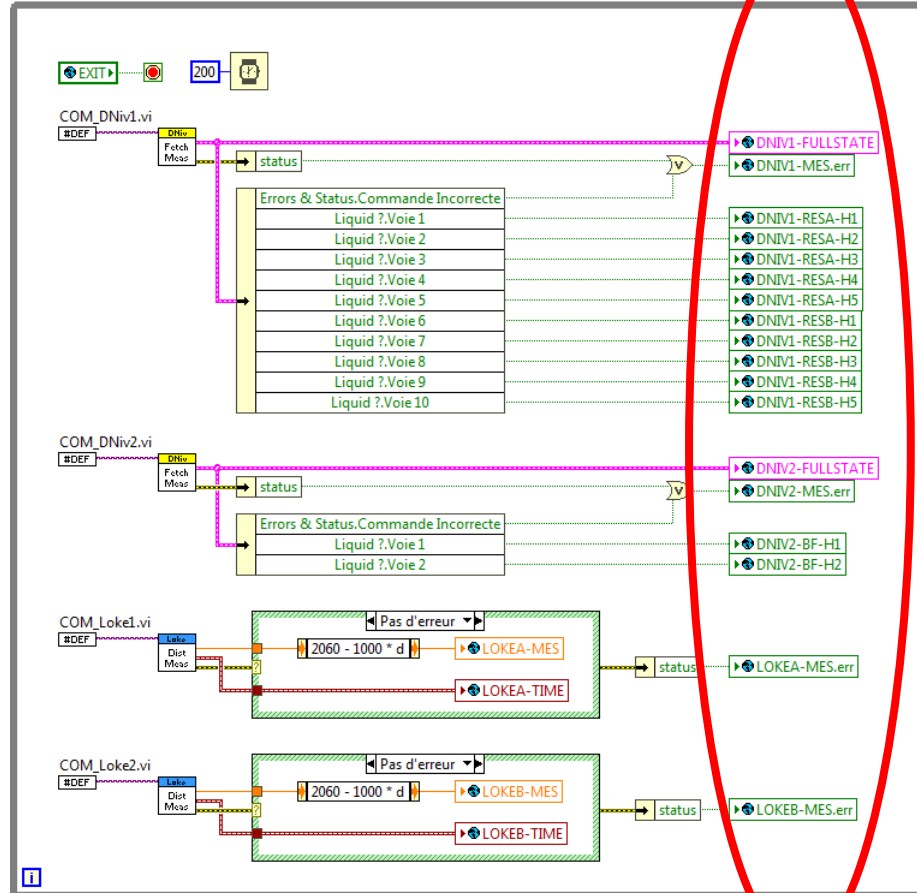 EXIT
200
COM_DNiv1.vi
#DEF
DNiv
Fetch
Meas
DNIV1-FULLSTATE
status
V
DNIV1-MES.err
Errors & Status.Commande Incorrecte
Liquid ?.Voie 1
DNIV1-RESA-H1
Liquid ?.Voie 2
DNIV1-RESA-H2
Liquid ?.Voie 3
DNIV1-RESA-H3
Liquid ?.Voie 4
DNIV1-RESA-H4
Liquid ?.Voie 5
DNIV1-RESA-H5
Liquid ?.Voie 6
DNIV1-RESB-H1
Liquid ?.Voie 7
DNIV1-RESB-H2
Liquid ?.Voie 8
DNIV1-RESB-H3
Liquid ?.Voie 9
DNIV1-RESB-H4
Liquid ?.Voie 10
DNIV1-RESB-H5
COM_DNiv2.vi
#DEF
DNiv
Fetch
Meas
DNIV2-FULLSTATE
status
V
DNIV2-MES.err
Errors & Status.Commande Incorrecte
Liquid ?.Voie 1
DNIV2-BF-H1
Liquid ?.Voie 2
DNIV2-BF-H2
COM_Loke1.vi
#DEF
Loke
Dist
Meas
Pas d'erreur
2060 - 1000 * d
LOKEA-MES
?
LOKEA-TIME
status
LOKEA-MES.err
COM_Loke2.vi
#DEF
Loke
Dist
Meas
Pas d'erreur
2060 - 1000 * d
LOKEB-MES
?
LOKEB-TIME
status
LOKEB-MES.err
i